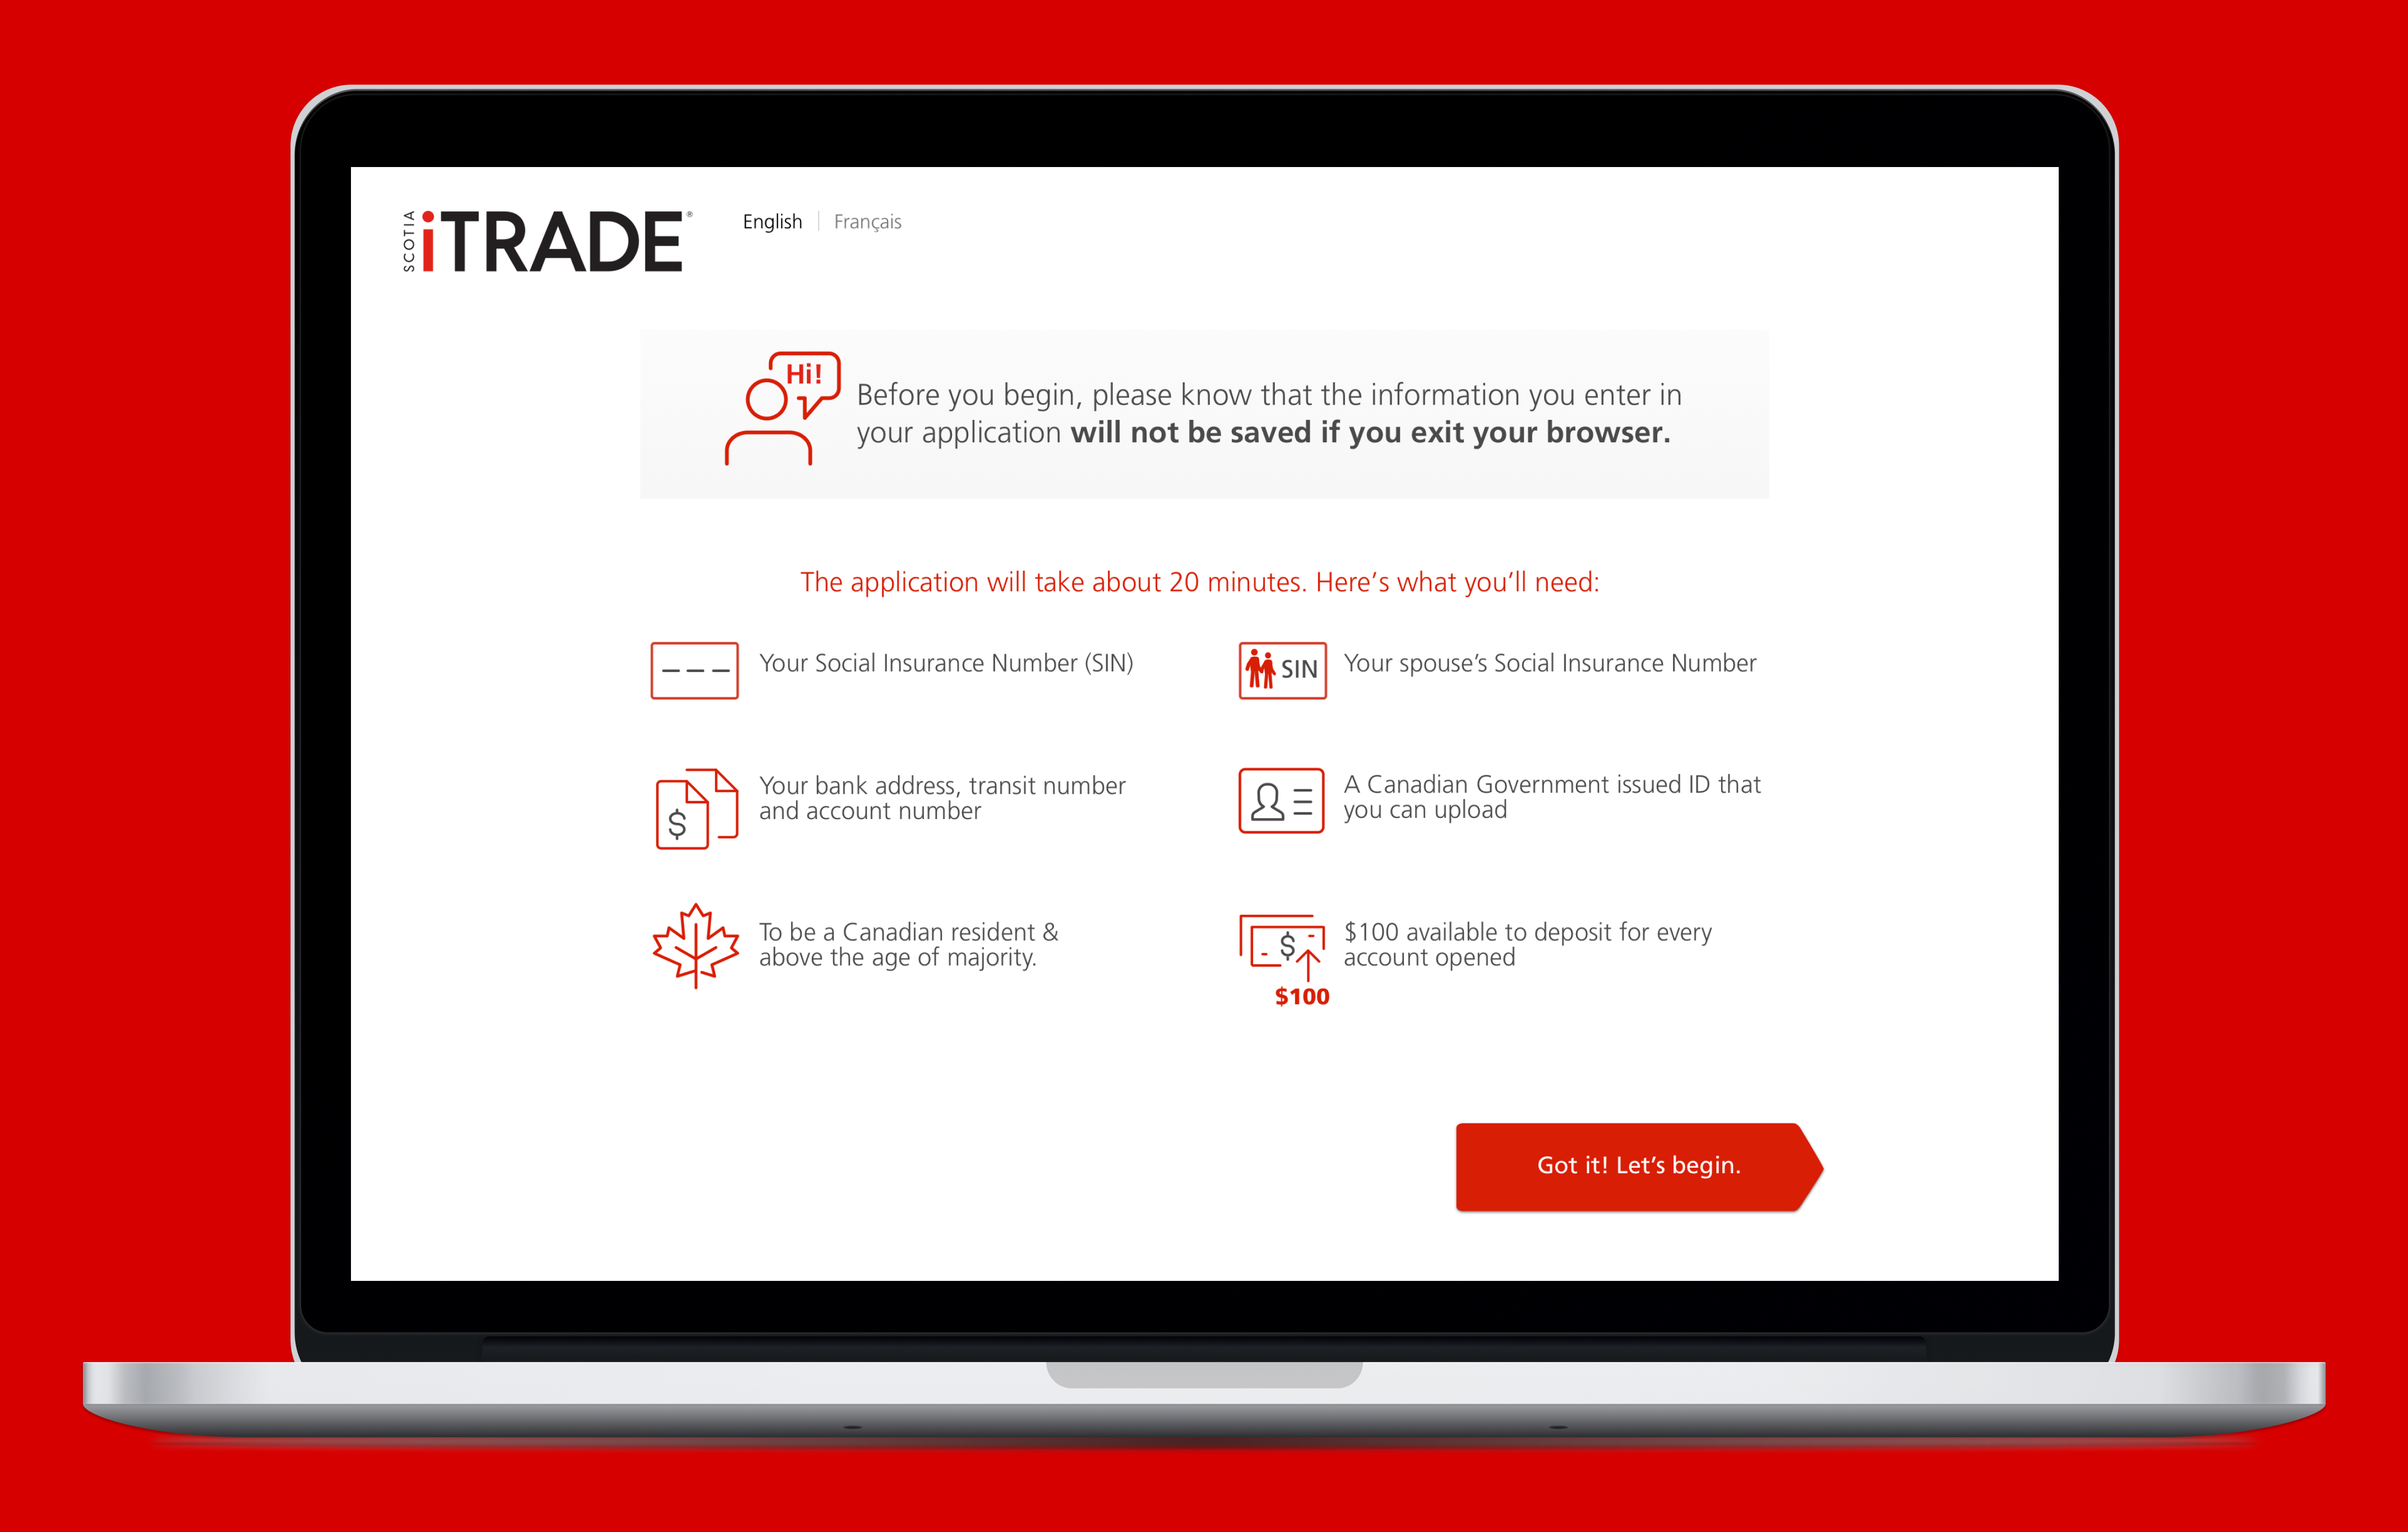 SCOTIA
iTRADE®
English | Français
Hi!
Before you begin, please know that the information you enter in
your application will not be saved if you exit your browser.
The application will take about 20 minutes. Here’s what you’ll need:
Your Social Insurance Number (SIN)
SIN
Your spouse’s Social Insurance Number
Your bank address, transit number
and account number
$
A Canadian Government issued ID that
you can upload
To be a Canadian resident &
above the age of majority.
$
$100
$100 available to deposit for every
account opened
Got it! Let’s begin.